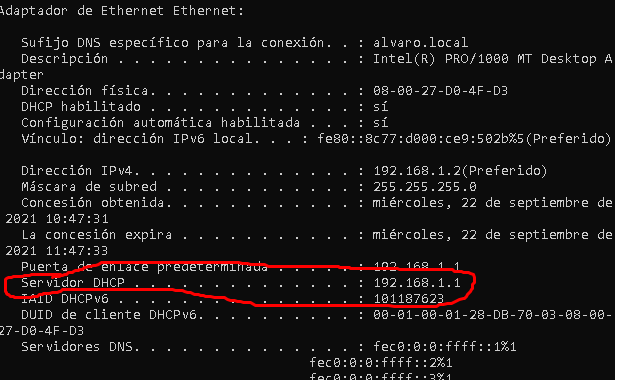 Adaptador de Ethernet Ethernet:
Sufijo DNS específico para la conexión. . : alvaro.local
Descripción . . . . . . . . . . . . . . . : Intel(R) PRO/1000 MT Desktop A
dapter
Dirección física. . . . . . . . . . . . . : 08-00-27-D0-4F-D3
DHCP habilitado . . . . . . . . . . . . . : sí
Configuración automática habilitada . . . : sí
Vínculo: dirección IPv6 local. . . : fe80::8c77:d000:ce9:502b%5(Preferido)
Dirección IPv4. . . . . . . . . . . . . . : 192.168.1.2(Preferido)
Máscara de subred . . . . . . . . . . . . : 255.255.255.0
Concesión obtenida. . . . . . . . . . . . : miércoles, 22 de septiembre de
2021 10:47:31
La concesión expira . . . . . . . . . . . : miércoles, 22 de septiembre de
2021 11:47:33
Puerta de enlace predeterminada . . . . . : 192.168.1.1
Servidor DHCP . . . . . . . . . . . . . . : 192.168.1.1
IAID DHCPv6 . . . . . . . . . . . . . . . : 101187623
DUID de cliente DHCPv6. . . . . . . . . . : 00-01-00-01-28-DB-70-03-08-00-
27-D0-4F-D3
Servidores DNS. . . . . . . . . . . . . . : fec0:0:0:ffff::1%1
fec0:0:0:ffff::2%1
fec0:0:0:ffff::3%1